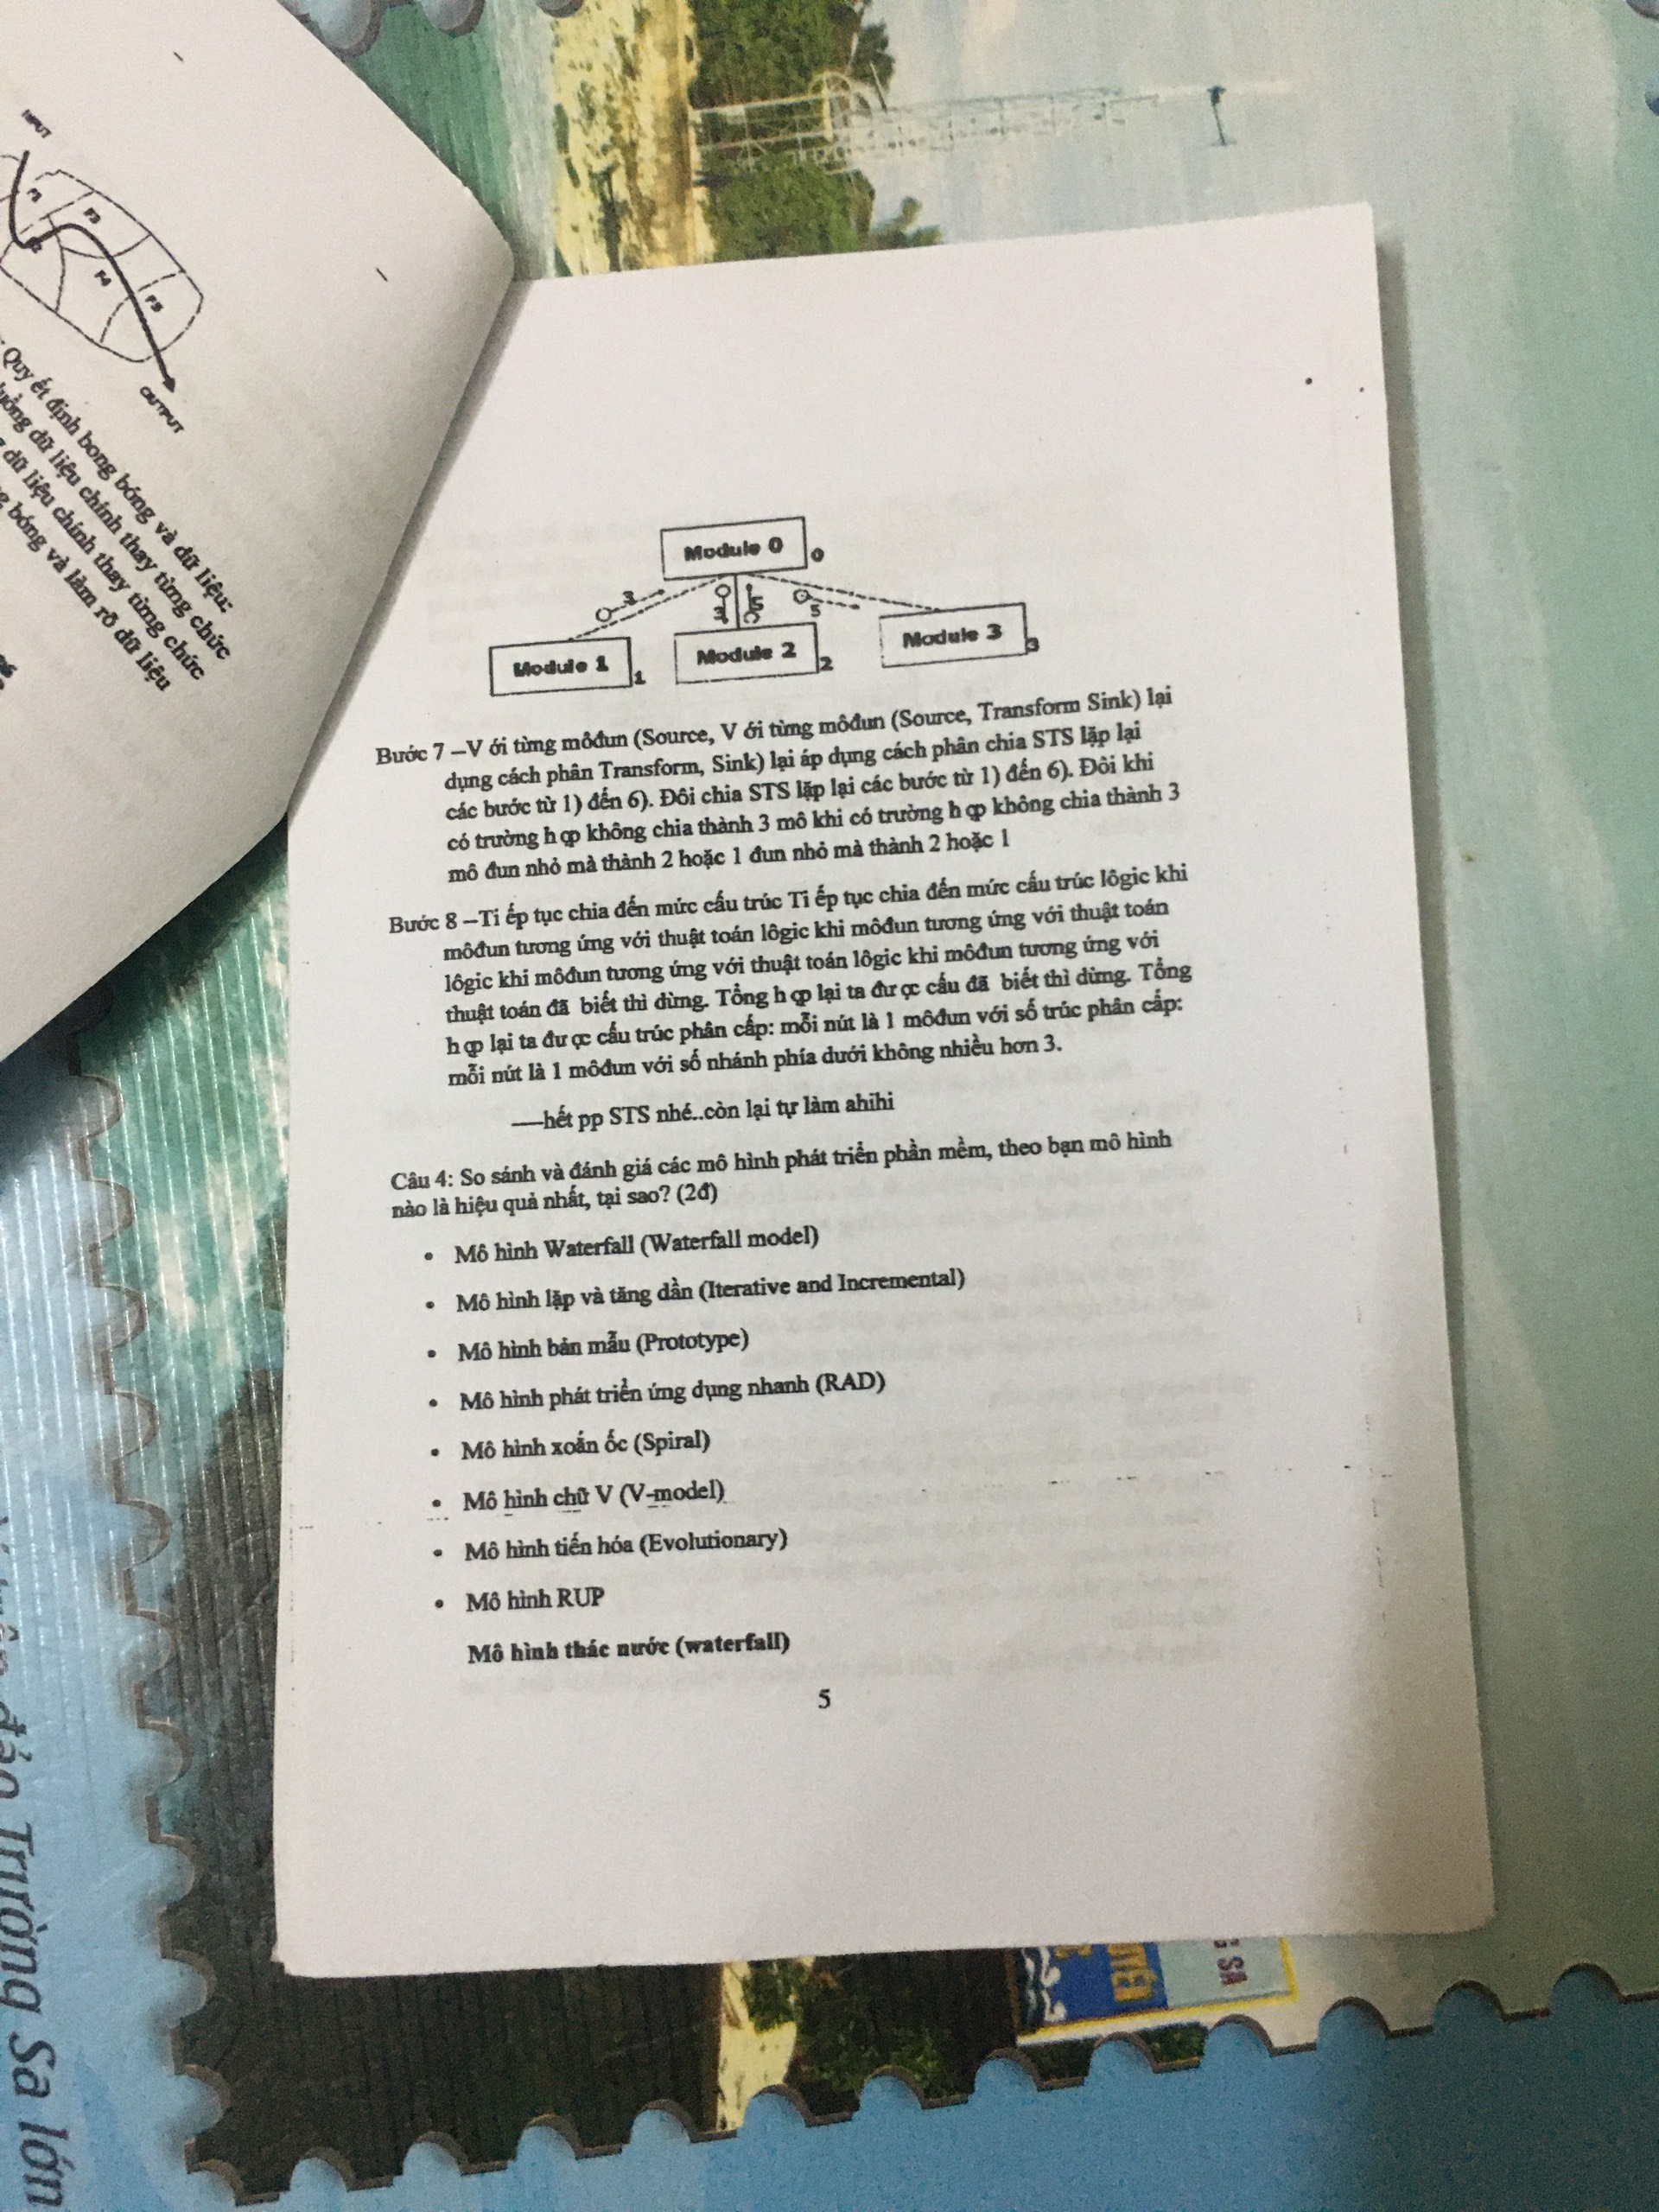 INPUT
F3
F4
F5
OUTPUT
Quyết định bong bóng và dữ liệu:
luồng dữ liệu chính thay từng chức
dữ liệu chính thay từng chức
bóng và làm rõ dữ liệu
Module 0
0
3
3
5
5
Module 1
1
Module 2
2
Module 3
3
Bước 7 –V ới từng môđun (Source, V ới từng môđun (Source, Transform Sink) lại
dụng cách phân Transform, Sink) lại áp dụng cách phân chia STS lặp lại
các bước từ 1) đến 6). Đôi chia STS lặp lại các bước từ 1) đến 6). Đôi khi
có trường h ợp không chia thành 3 mô khi có trường h ợp không chia thành 3
mô đun nhỏ mà thành 2 hoặc 1 đun nhỏ mà thành 2 hoặc 1
Bước 8 –Ti ếp tục chia đến mức cấu trúc Ti ếp tục chia đến mức cấu trúc lôgic khi
môđun tương ứng với thuật toán lôgic khi môđun tương ứng với thuật toán
lôgic khi môđun tương ứng với thuật toán lôgic khi môđun tương ứng với
thuật toán đã biết thì dừng. Tổng h ợp lại ta đư ợc cấu đã biết thì dừng. Tổng
h ợp lại ta đư ợc cấu trúc phân cấp: mỗi nút là 1 môđun với số trúc phân cấp:
mỗi nút là 1 môđun với số nhánh phía dưới không nhiều hơn 3.
----hết pp STS nhé..còn lại tự làm ahihi
Câu 4: So sánh và đánh giá các mô hình phát triển phần mềm, theo bạn mô hình
nào là hiệu quả nhất, tại sao? (2đ)
• Mô hình Waterfall (Waterfall model)
• Mô hình lặp và tăng dần (Iterative and Incremental)
• Mô hình bản mẫu (Prototype)
• Mô hình phát triển ứng dụng nhanh (RAD)
• Mô hình xoắn ốc (Spiral)
• Mô hình chữ V (V-model)
• Mô hình tiến hóa (Evolutionary)
• Mô hình RUP
Mô hình thác nước (waterfall)
5
đảo Trường Sa lớn